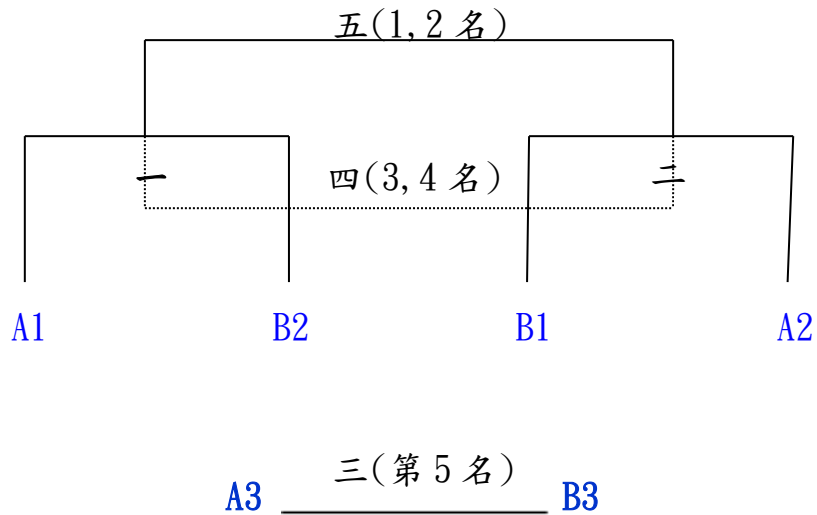 五(1,2 名)
一 四(3,4 名) 二
A1 B2 B1 A2
三(第 5 名)
A3 B3